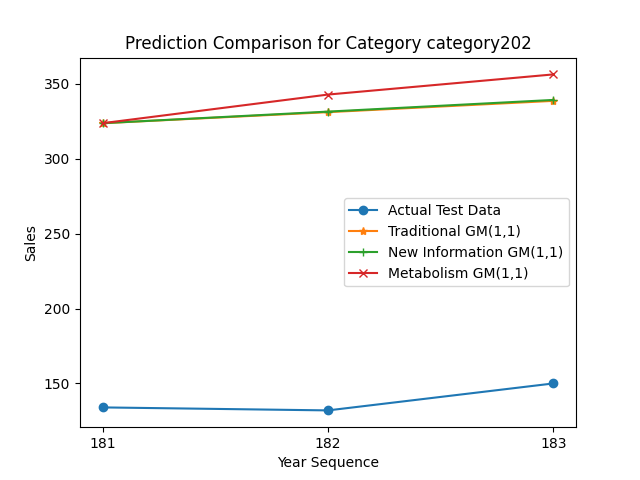 Prediction Comparison for Category category202
Sales
350
300
250
200
150
Actual Test Data
Traditional GM(1,1)
New Information GM(1,1)
Metabolism GM(1,1)
181
182
183
Year Sequence